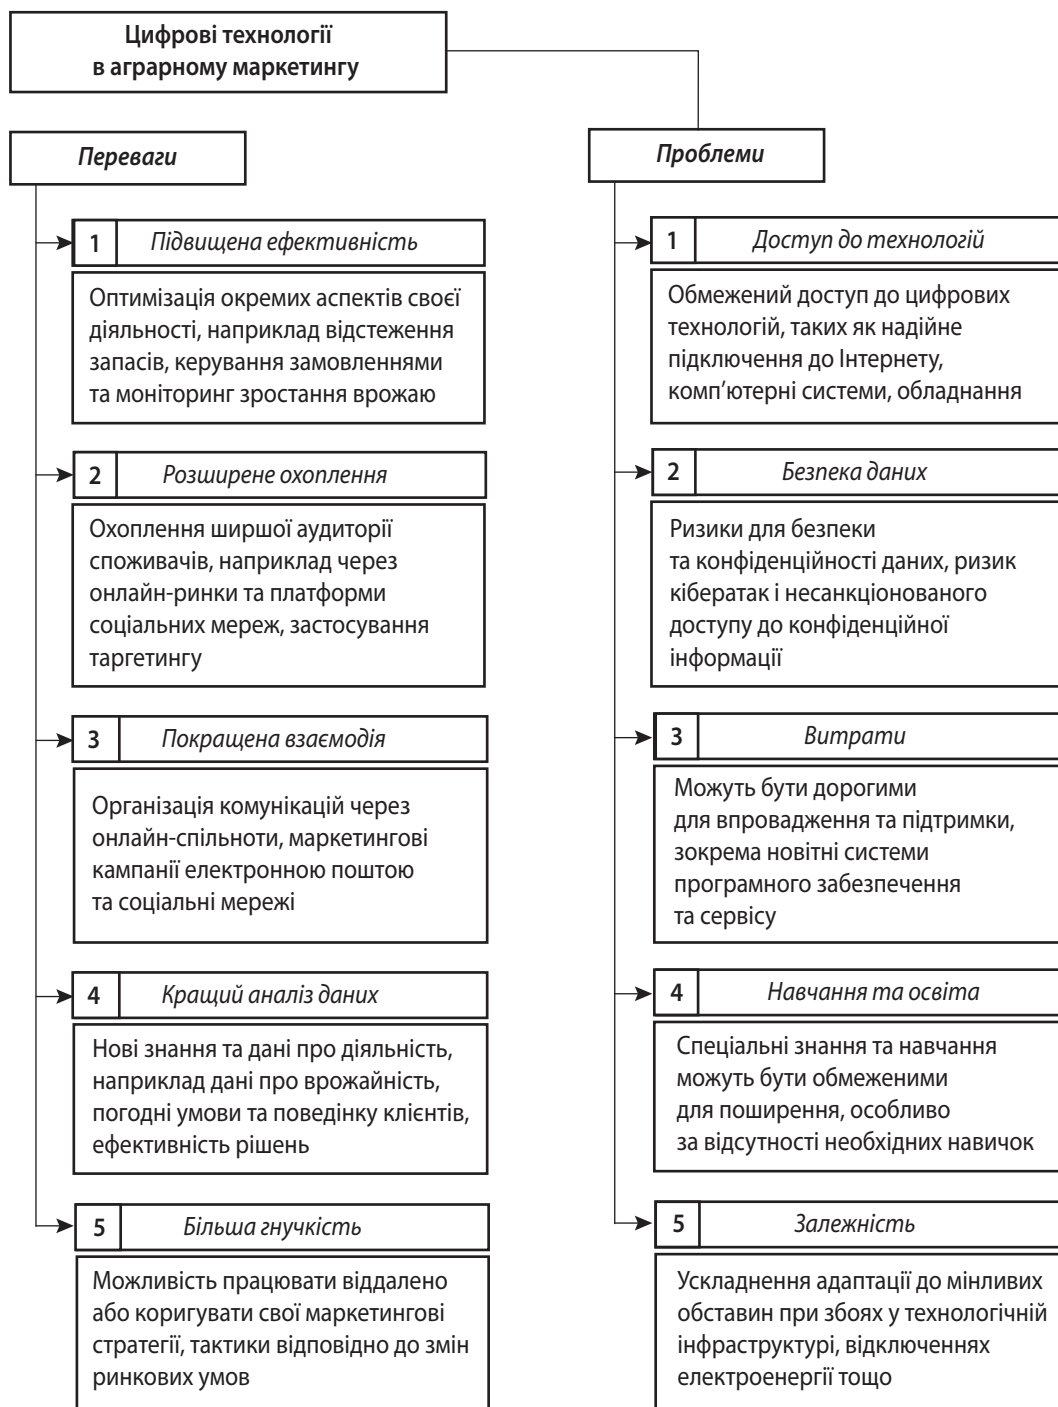 Цифрові технології
в аграрному маркетингу
Переваги
1 Підвищена ефективність
Оптимізація окремих аспектів своєї
діяльності, наприклад відстеження
запасів, керування замовленнями
та моніторинг зростання врожаю
2 Розширене охоплення
Охоплення ширшої аудиторії
споживачів, наприклад через
онлайн-ринки та платформи
соціальних мереж, застосування
таргетингу
3 Покращена взаємодія
Організація комунікацій через
онлайн-спільноти, маркетингові
кампанії електронною поштою
та соціальні мережі
4 Кращий аналіз даних
Нові знання та дані про діяльність,
наприклад дані про врожайність,
погодні умови та поведінку клієнтів,
ефективність рішень
5 Більша гнучкість
Можливість працювати віддалено
або коригувати свої маркетингові
стратегії, тактики відповідно до змін
ринкових умов
Проблеми
1 Доступ до технологій
Обмежений доступ до цифрових
технологій, таких як надійне
підключення до Інтернету,
комп’ютерні системи, обладнання
2 Безпека даних
Ризики для безпеки
та конфіденційності даних, ризик
кібератак і несанкціонованого
доступу до конфіденційної
інформації
3 Витрати
Можуть бути дорогими
для впровадження та підтримки,
зокрема новітні системи
програмного забезпечення
та сервісу
4 Навчання та освіта
Спеціальні знання та навчання
можуть бути обмеженими
для поширення, особливо
за відсутності необхідних навичок
5 Залежність
Ускладнення адаптації до мінливих
обставин при збоях у технологічній
інфраструктурі, відключеннях
електроенергії тощо